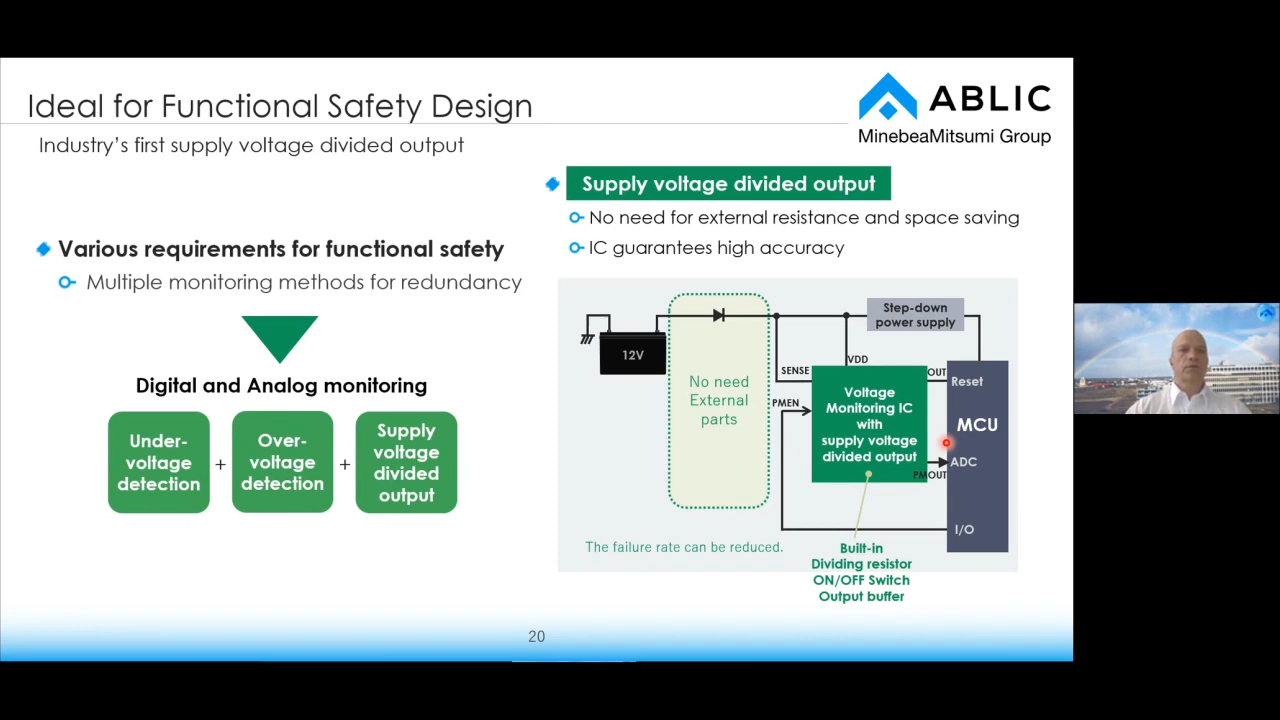 Ideal for Functional Safety Design
Industry's first supply voltage divided output
ABLIC
MinebeaMitsumi Group
Various requirements for functional safety
Multiple monitoring methods for redundancy
Digital and Analog monitoring
Under-
voltage
detection
+
Over-
voltage
detection
+
Supply
voltage
divided
output
Supply voltage divided output
No need for external resistance and space saving
IC guarantees high accuracy
12V
No need
External
parts
Step-down
power supply
SENSE
VDD
OUT
PMEN
Voltage
Monitoring IC
with
supply voltage
divided output
Reset
MCU
ADC
PMOUT
I/O
The failure rate can be reduced.
Built-in
Dividing resistor
ON/OFF Switch
Output buffer
20